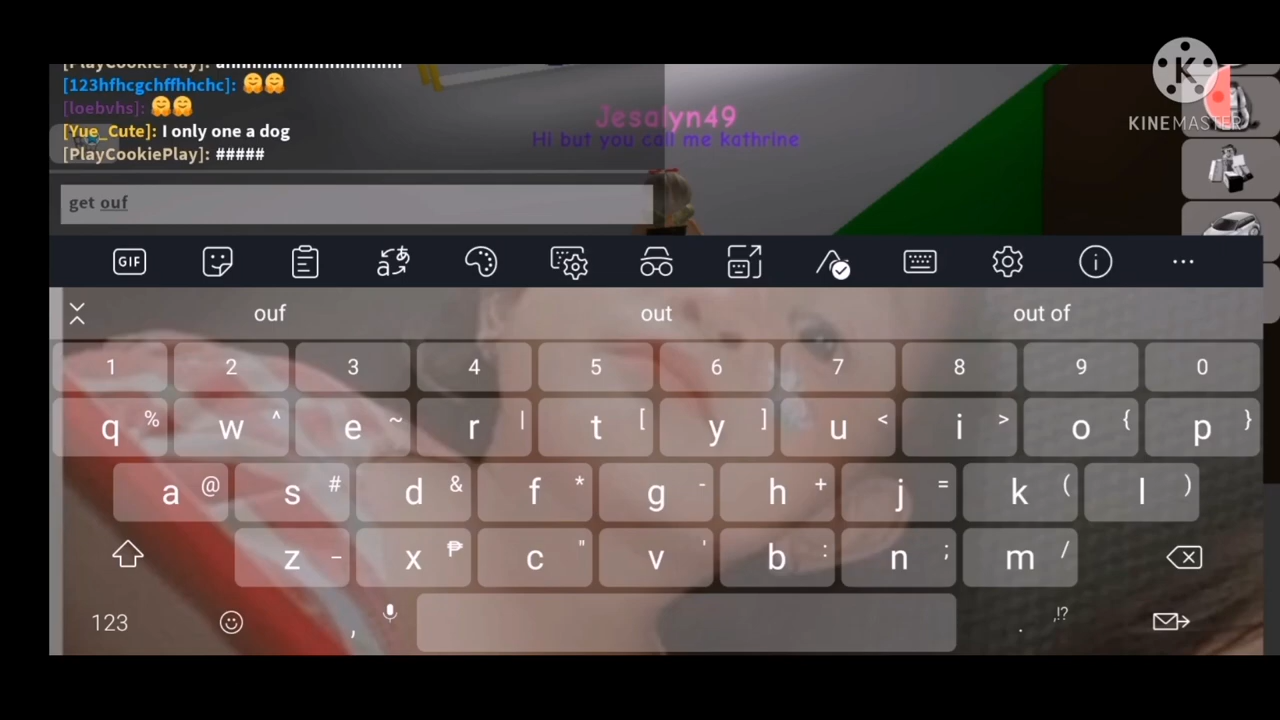 [PlayCookiePlay]:
[123hfhcgchffhhchc]: 🤗🤗
[loebvhs]: 🤗🤗
[Yue_Cute]: I only one a dog
[PlayCookiePlay]: #####
Jesalyn49
Hi but you call me kathrine
KINEMASTER
get ouf
GIF
ouf out out of
1 2 3 4 5 6 7 8 9 0
q % w ^ e ~ r | t [ y ] u < i > o { p }
a @ s # d & f * g - h + j = k ( l )
z _ x ₱ c " v ' b : n ; m /
123 , . ,!?